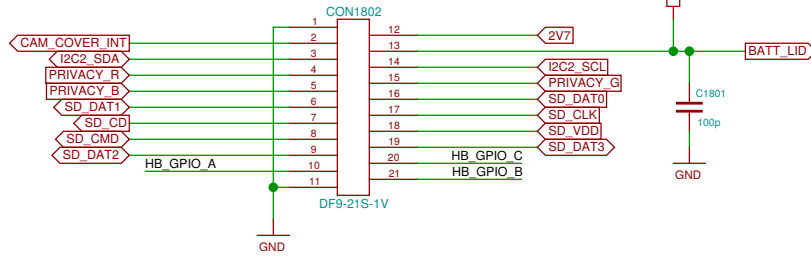 CON1802
1
12
2V7
CAM_COVER_INT
2
13
BATT_LID
I2C2_SDA
3
14
I2C2_SCL
PRIVACY_R
4
15
PRIVACY_G
PRIVACY_B
5
16
SD_DAT0
SD_DAT1
6
17
SD_CLK
SD_CD
7
18
SD_VDD
SD_CMD
8
19
SD_DAT3
SD_DAT2
9
20
HB_GPIO_C
HB_GPIO_A
10
21
HB_GPIO_B
11
DF9-21S-1V
GND
C1801
100p
GND